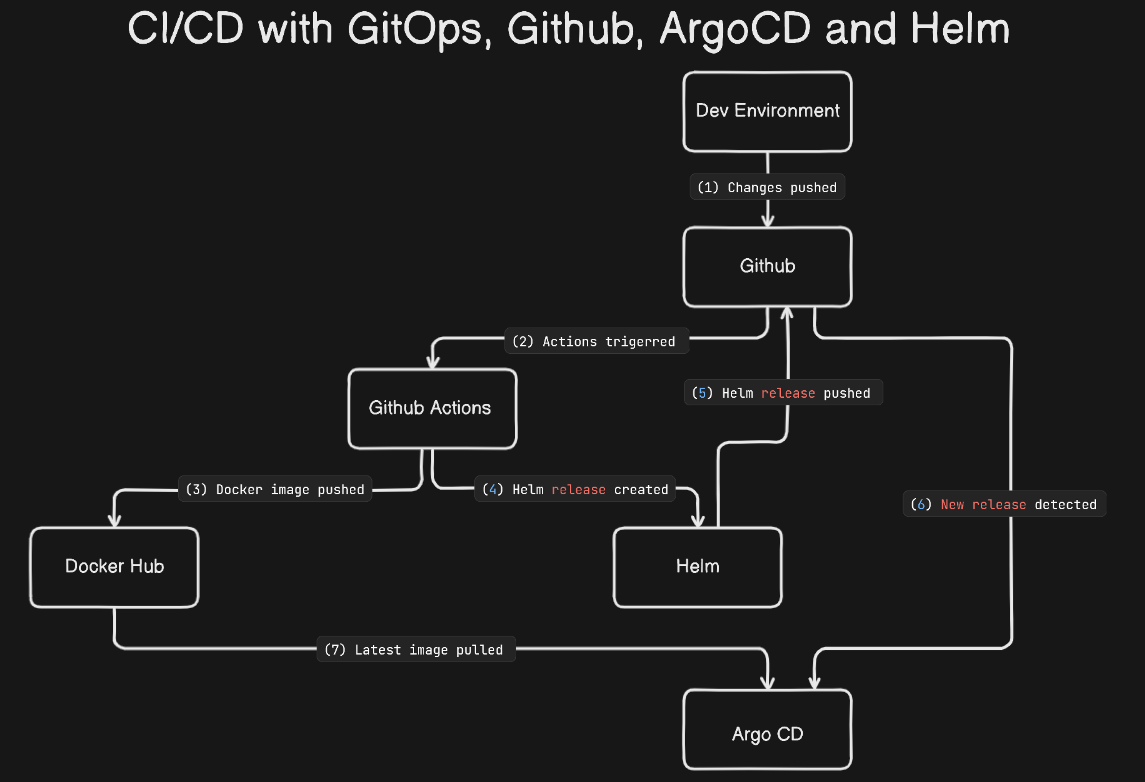 CI/CD with GitOps, Github, ArgoCD and Helm
Dev Environment
(1) Changes pushed
Github
(2) Actions trigerred
(5) Helm release pushed
Github Actions
(3) Docker image pushed
(4) Helm release created
(6) New release detected
Docker Hub
Helm
(7) Latest image pulled
Argo CD